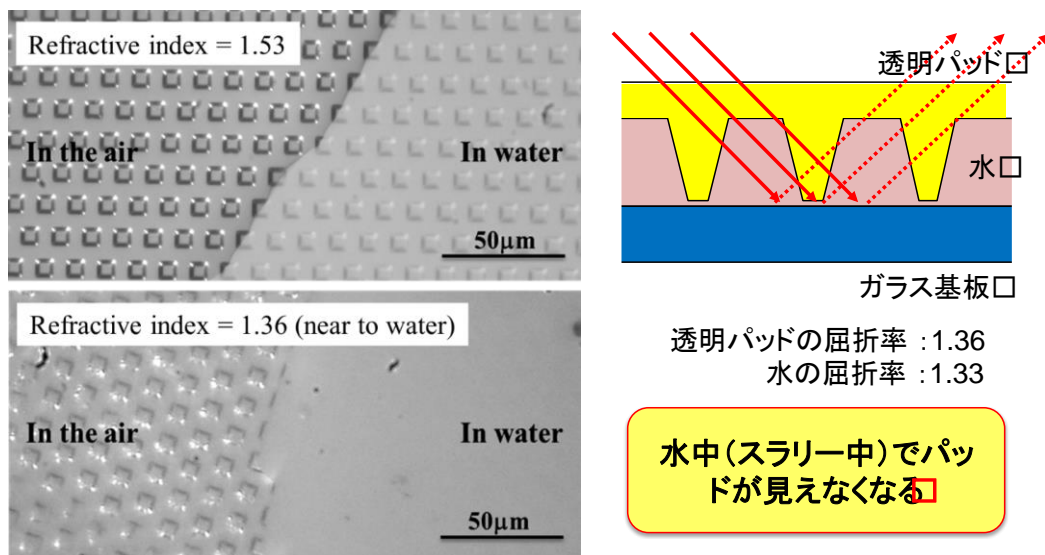 Refractive index = 1.53
In the air
In water
50μm
Refractive index = 1.36 (near to water)
In the air
In water
50μm
透明パッド□
水□
ガラス基板□
透明パッドの屈折率 :1.36
水の屈折率 :1.33
水中(スラリー中)でパッ
ドが見えなくなる□